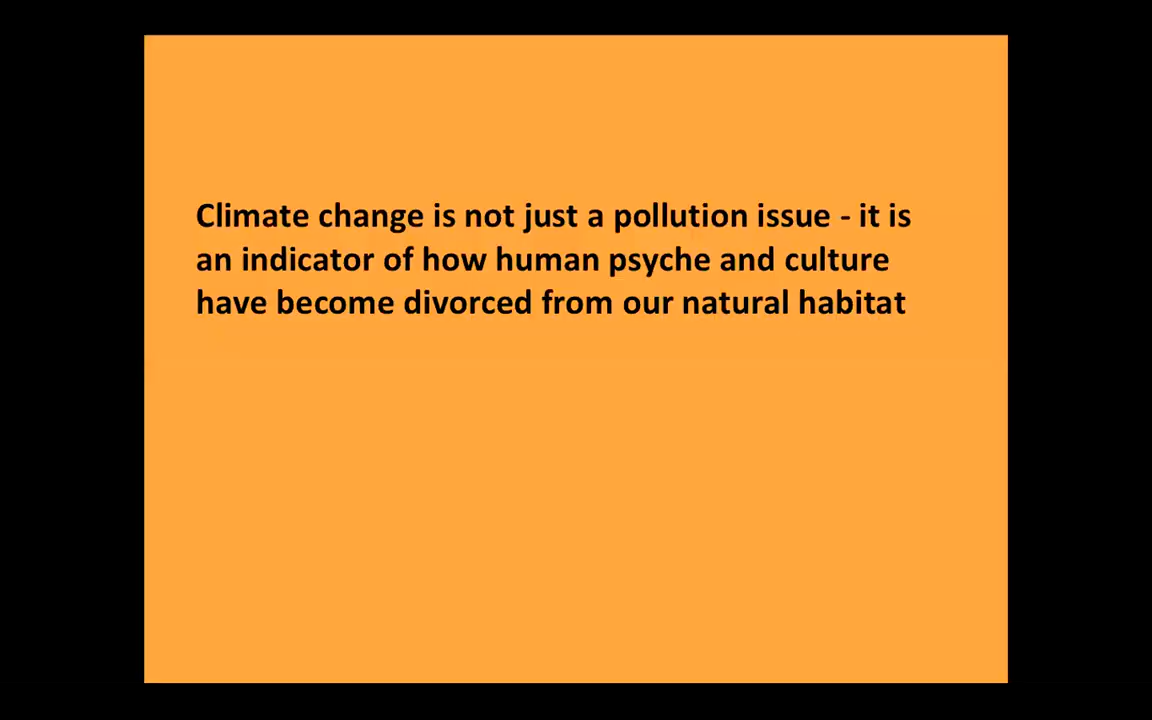 Climate change is not just a pollution issue - it is
an indicator of how human psyche and culture
have become divorced from our natural habitat